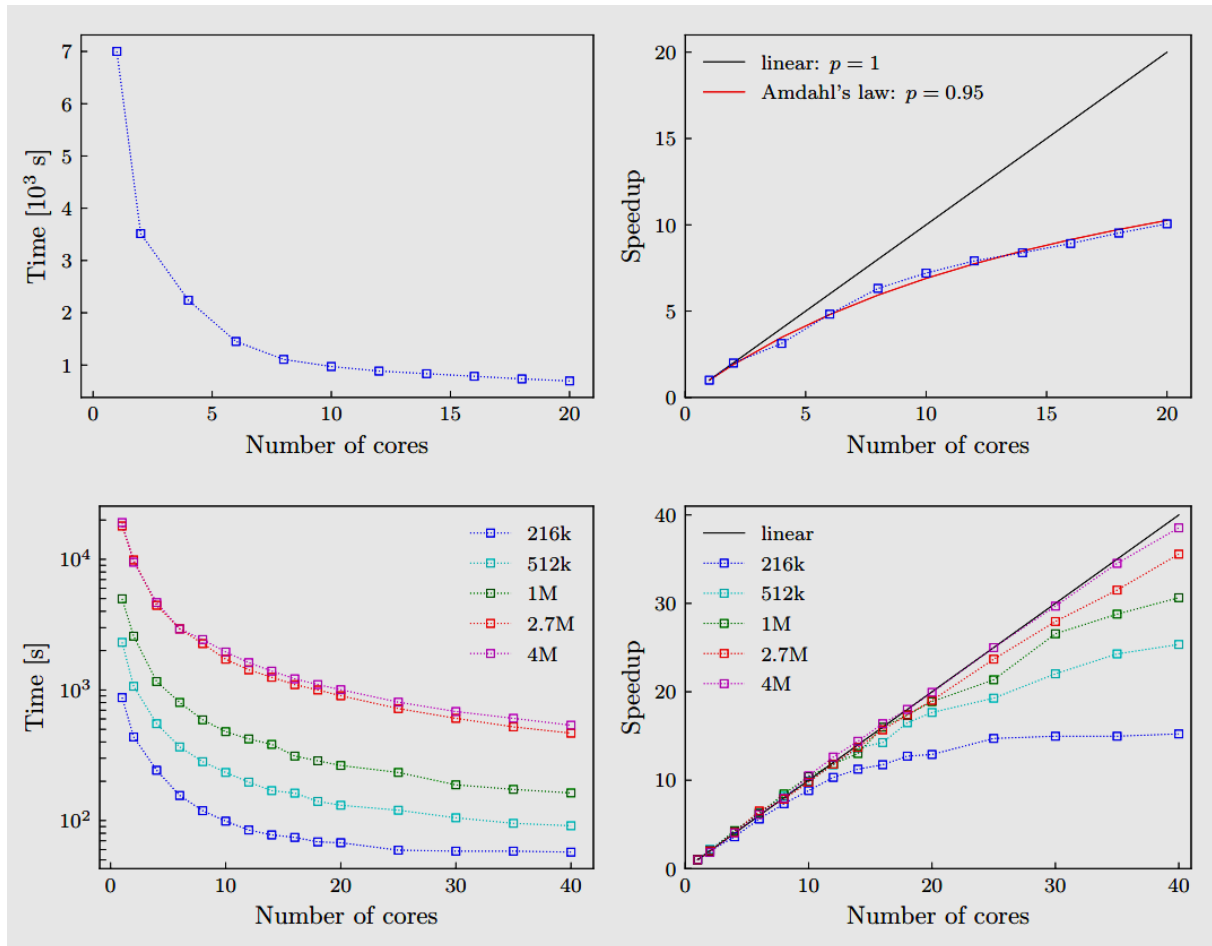 7
6
5
4
3
2
1
Time [10³ s]
0 5 10 15 20
Number of cores
20
15
10
5
0
Speedup
linear: p = 1
Amdahl's law: p = 0.95
0 5 10 15 20
Number of cores
10⁴
10³
10²
Time [s]
216k
512k
1M
2.7M
4M
0 10 20 30 40
Number of cores
40
30
20
10
0
Speedup
linear
216k
512k
1M
2.7M
4M
0 10 20 30 40
Number of cores